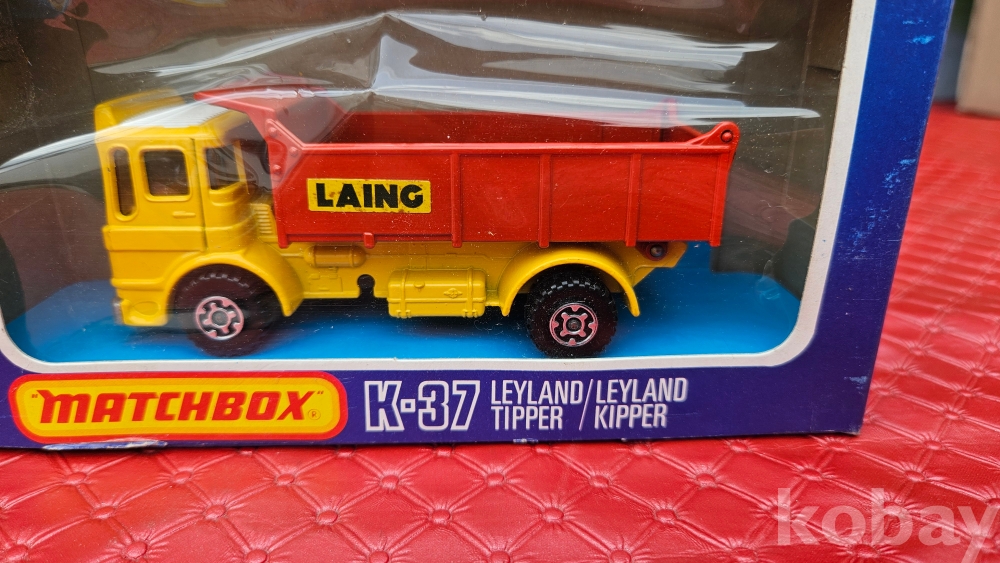 LAING
"MATCHBOX"®
K-37 LEYLAND/LEYLAND
TIPPER / KIPPER
kobay